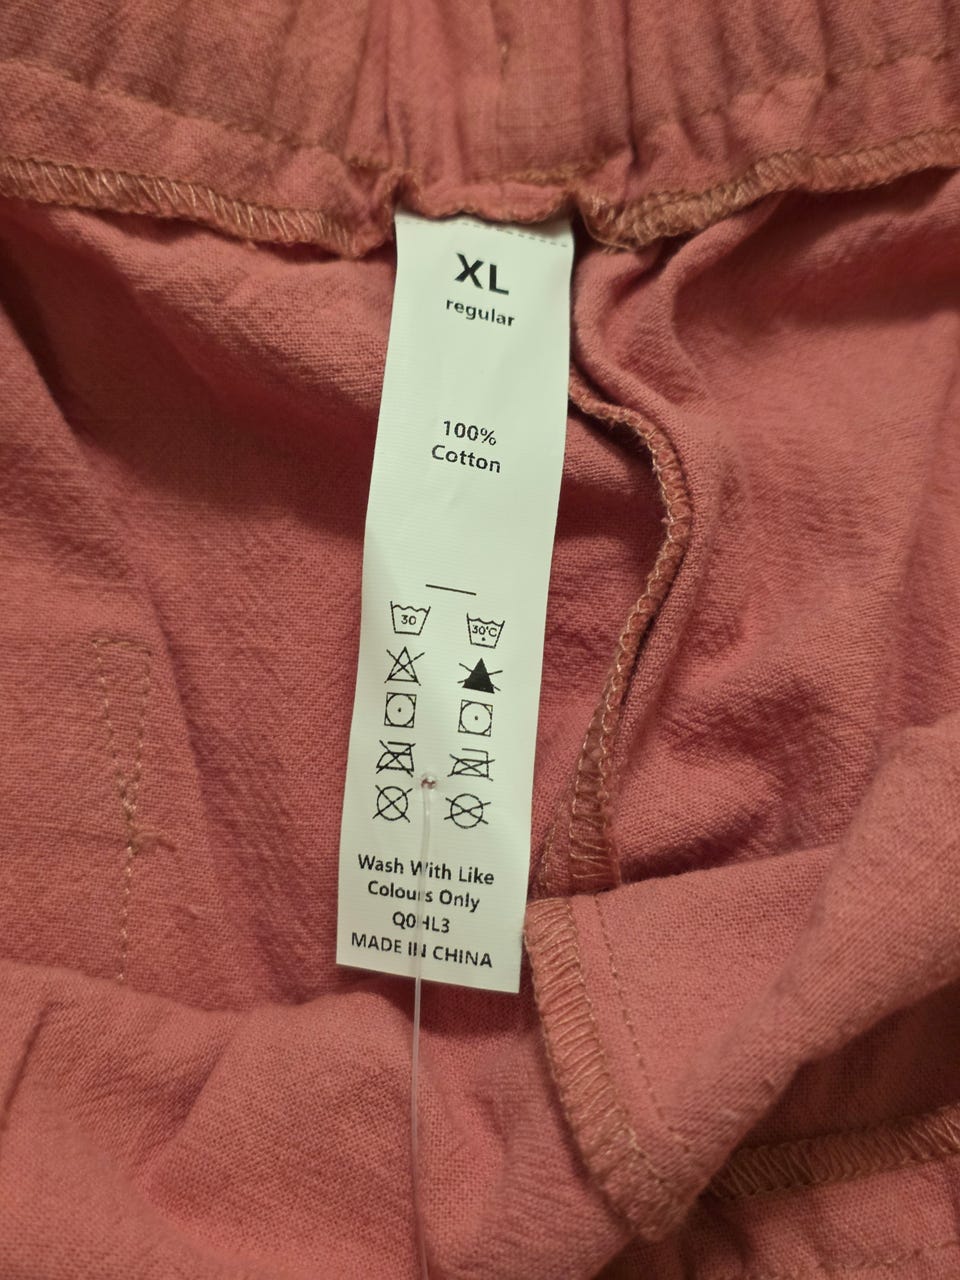 XL
regular
100%
Cotton
30 30°C
Wash With Like
Colours Only
Q0HL3
MADE IN CHINA